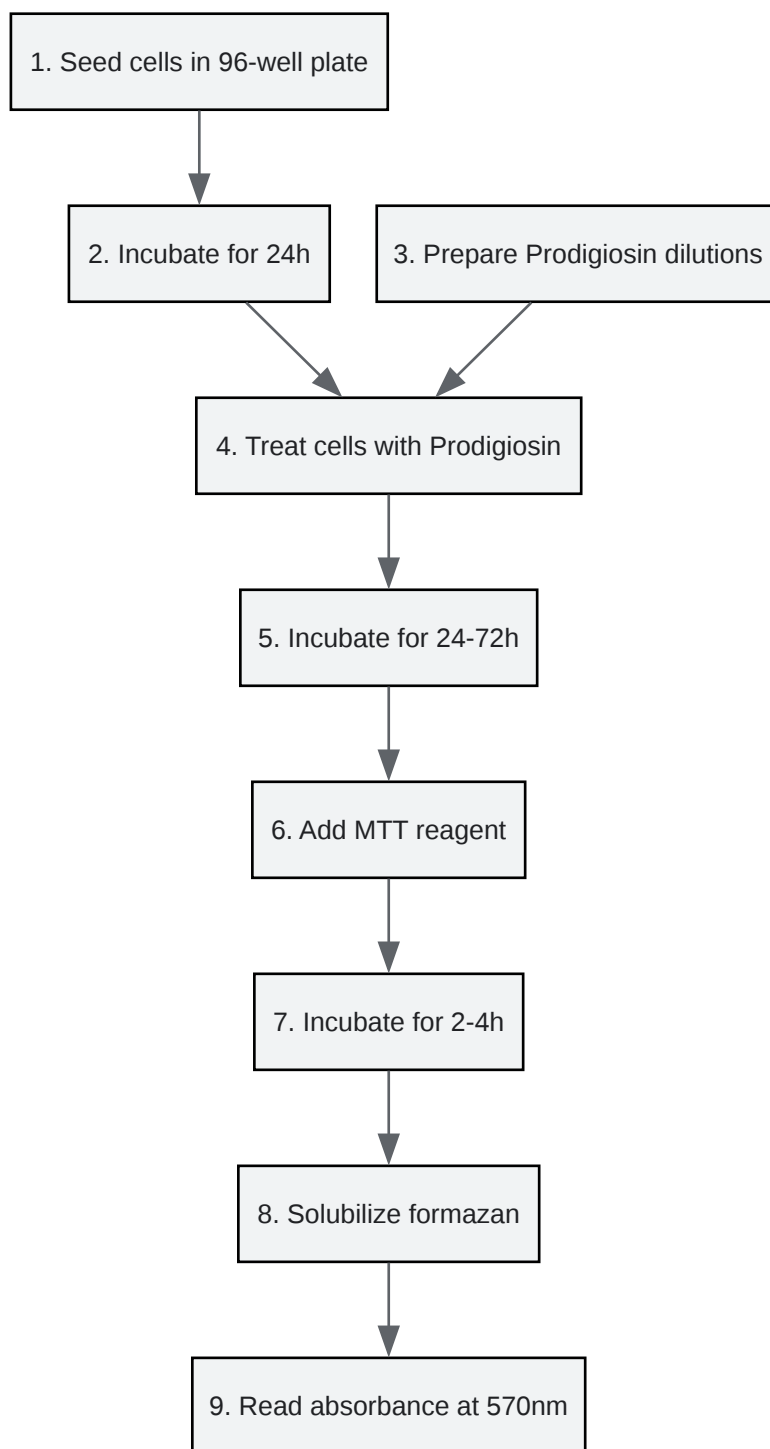 1. Seed cells in 96-well plate
2. Incubate for 24h
3. Prepare Prodigiosin dilutions
4. Treat cells with Prodigiosin
5. Incubate for 24-72h
6. Add MTT reagent
7. Incubate for 2-4h
8. Solubilize formazan
9. Read absorbance at 570nm